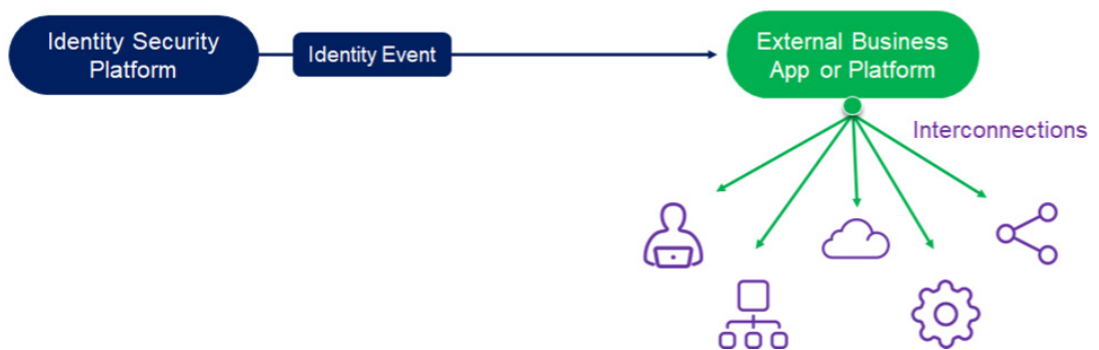 Identity Security
Platform
Identity Event
External Business
App or Platform
Interconnections